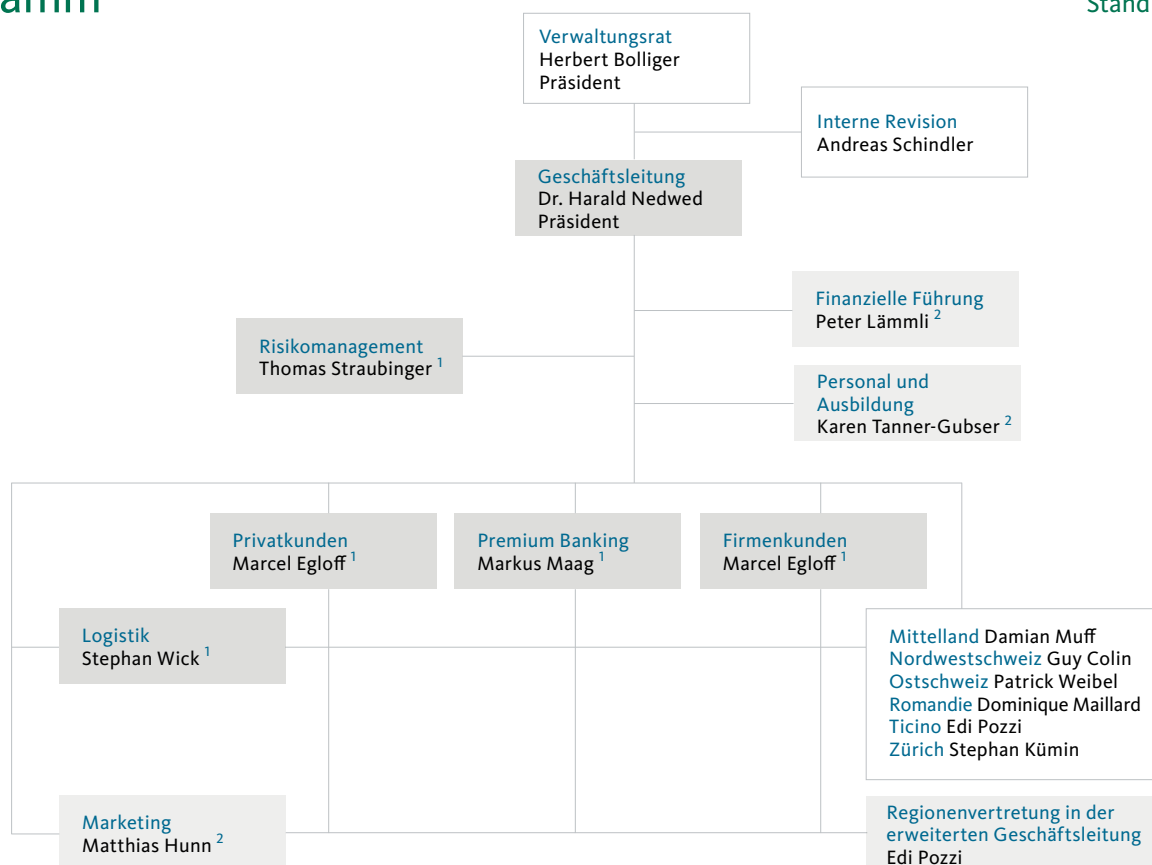 Stand
Verwaltungsrat
Herbert Bolliger
Präsident
Interne Revision
Andreas Schindler
Geschäftsleitung
Dr. Harald Nedwed
Präsident
Finanzielle Führung
Peter Lämmli 2
Risikomanagement
Thomas Straubinger 1
Personal und
Ausbildung
Karen Tanner-Gubser 2
Privatkunden
Marcel Egloff 1
Premium Banking
Markus Maag 1
Firmenkunden
Marcel Egloff 1
Logistik
Stephan Wick 1
Mittelland Damian Muff
Nordwestschweiz Guy Colin
Ostschweiz Patrick Weibel
Romandie Dominique Maillard
Ticino Edi Pozzi
Zürich Stephan Kümin
Marketing
Matthias Hunn 2
Regionenvertretung in der
erweiterten Geschäftsleitung
Edi Pozzi